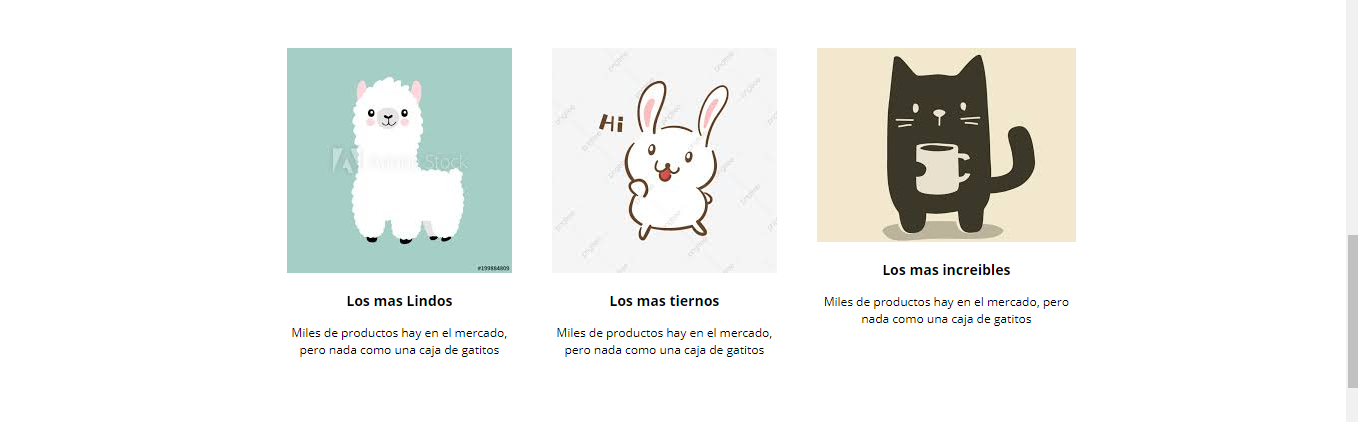 Adobe Stock
#199884809
Hi
pngtree
Los mas Lindos
Miles de productos hay en el mercado,
pero nada como una caja de gatitos
Los mas tiernos
Miles de productos hay en el mercado,
pero nada como una caja de gatitos
Los mas increibles
Miles de productos hay en el mercado, pero
nada como una caja de gatitos